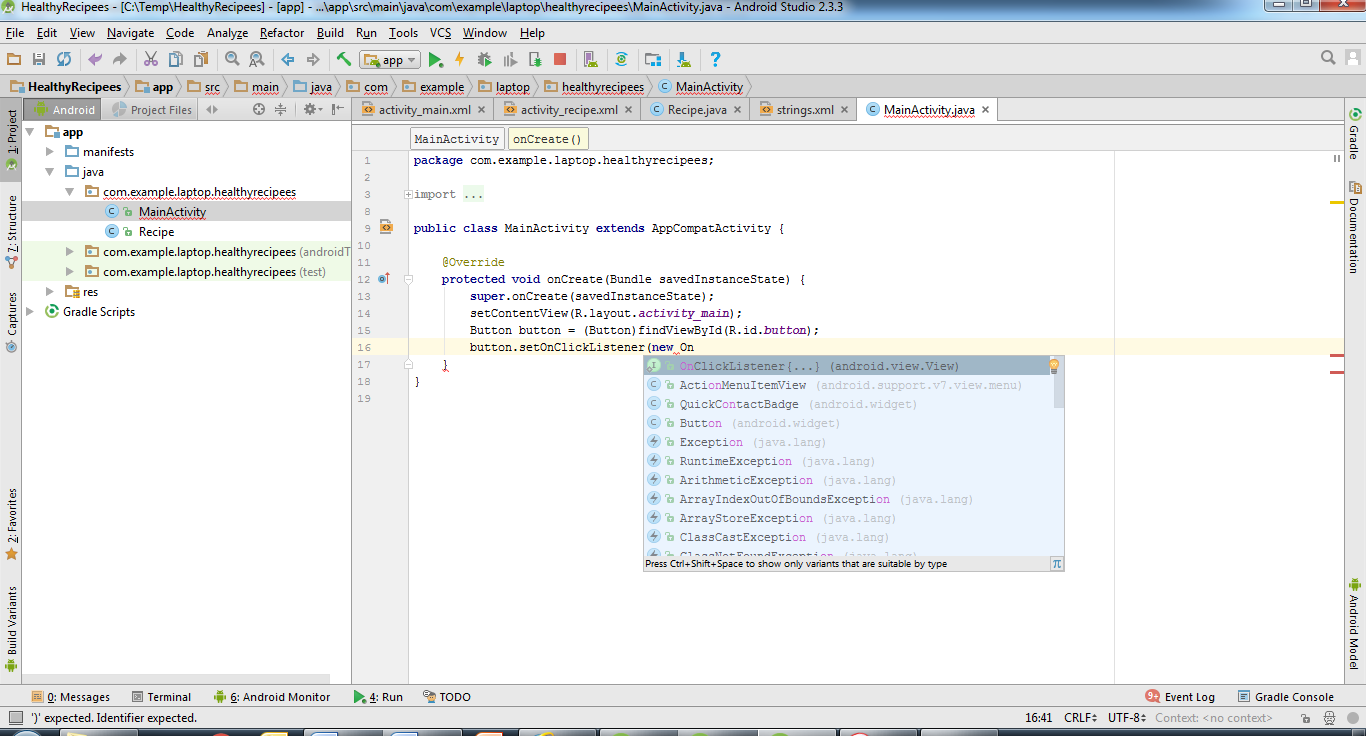 HealthyRecipees - [C:\Temp\HealthyRecipees] - [app] - ...\app\src\main\java\com\example\laptop\healthyrecipees\MainActivity.java - Android Studio 2.3.3
File Edit View Navigate Code Analyze Refactor Build Run Tools VCS Window Help
app
HealthyRecipees app src main java com example laptop healthyrecipees MainActivity
Android Project Files
activity_main.xml activity_recipe.xml Recipe.java strings.xml MainActivity.java
1: Project
7: Structure
Captures
2: Favorites
Build Variants
app
manifests
java
com.example.laptop.healthyrecipees
MainActivity
Recipe
com.example.laptop.healthyrecipees (androidT
com.example.laptop.healthyrecipees (test)
res
Gradle Scripts
MainActivity onCreate()
1 package com.example.laptop.healthyrecipees;
2
3 import ...
8
9 public class MainActivity extends AppCompatActivity {
10
11 @Override
12 protected void onCreate(Bundle savedInstanceState) {
13 super.onCreate(savedInstanceState);
14 setContentView(R.layout.activity_main);
15 Button button = (Button)findViewById(R.id.button);
16 button.setOnClickListener(new On
17 }
18 }
19
OnClickListener{...} (android.view.View)
ActionMenuItemView (android.support.v7.view.menu)
QuickContactBadge (android.widget)
Button (android.widget)
Exception (java.lang)
RuntimeException (java.lang)
ArithmeticException (java.lang)
ArrayIndexOutOfBoundsException (java.lang)
ArrayStoreException (java.lang)
ClassCastException (java.lang)
ClassNotFoundException (java.lang)
Press Ctrl+Shift+Space to show only variants that are suitable by type π
Gradle
Documentation
Android Model
0: Messages Terminal 6: Android Monitor 4: Run TODO 9+ Event Log Gradle Console
')' expected. Identifier expected. 16:41 CRLF UTF-8 Context: <no context>